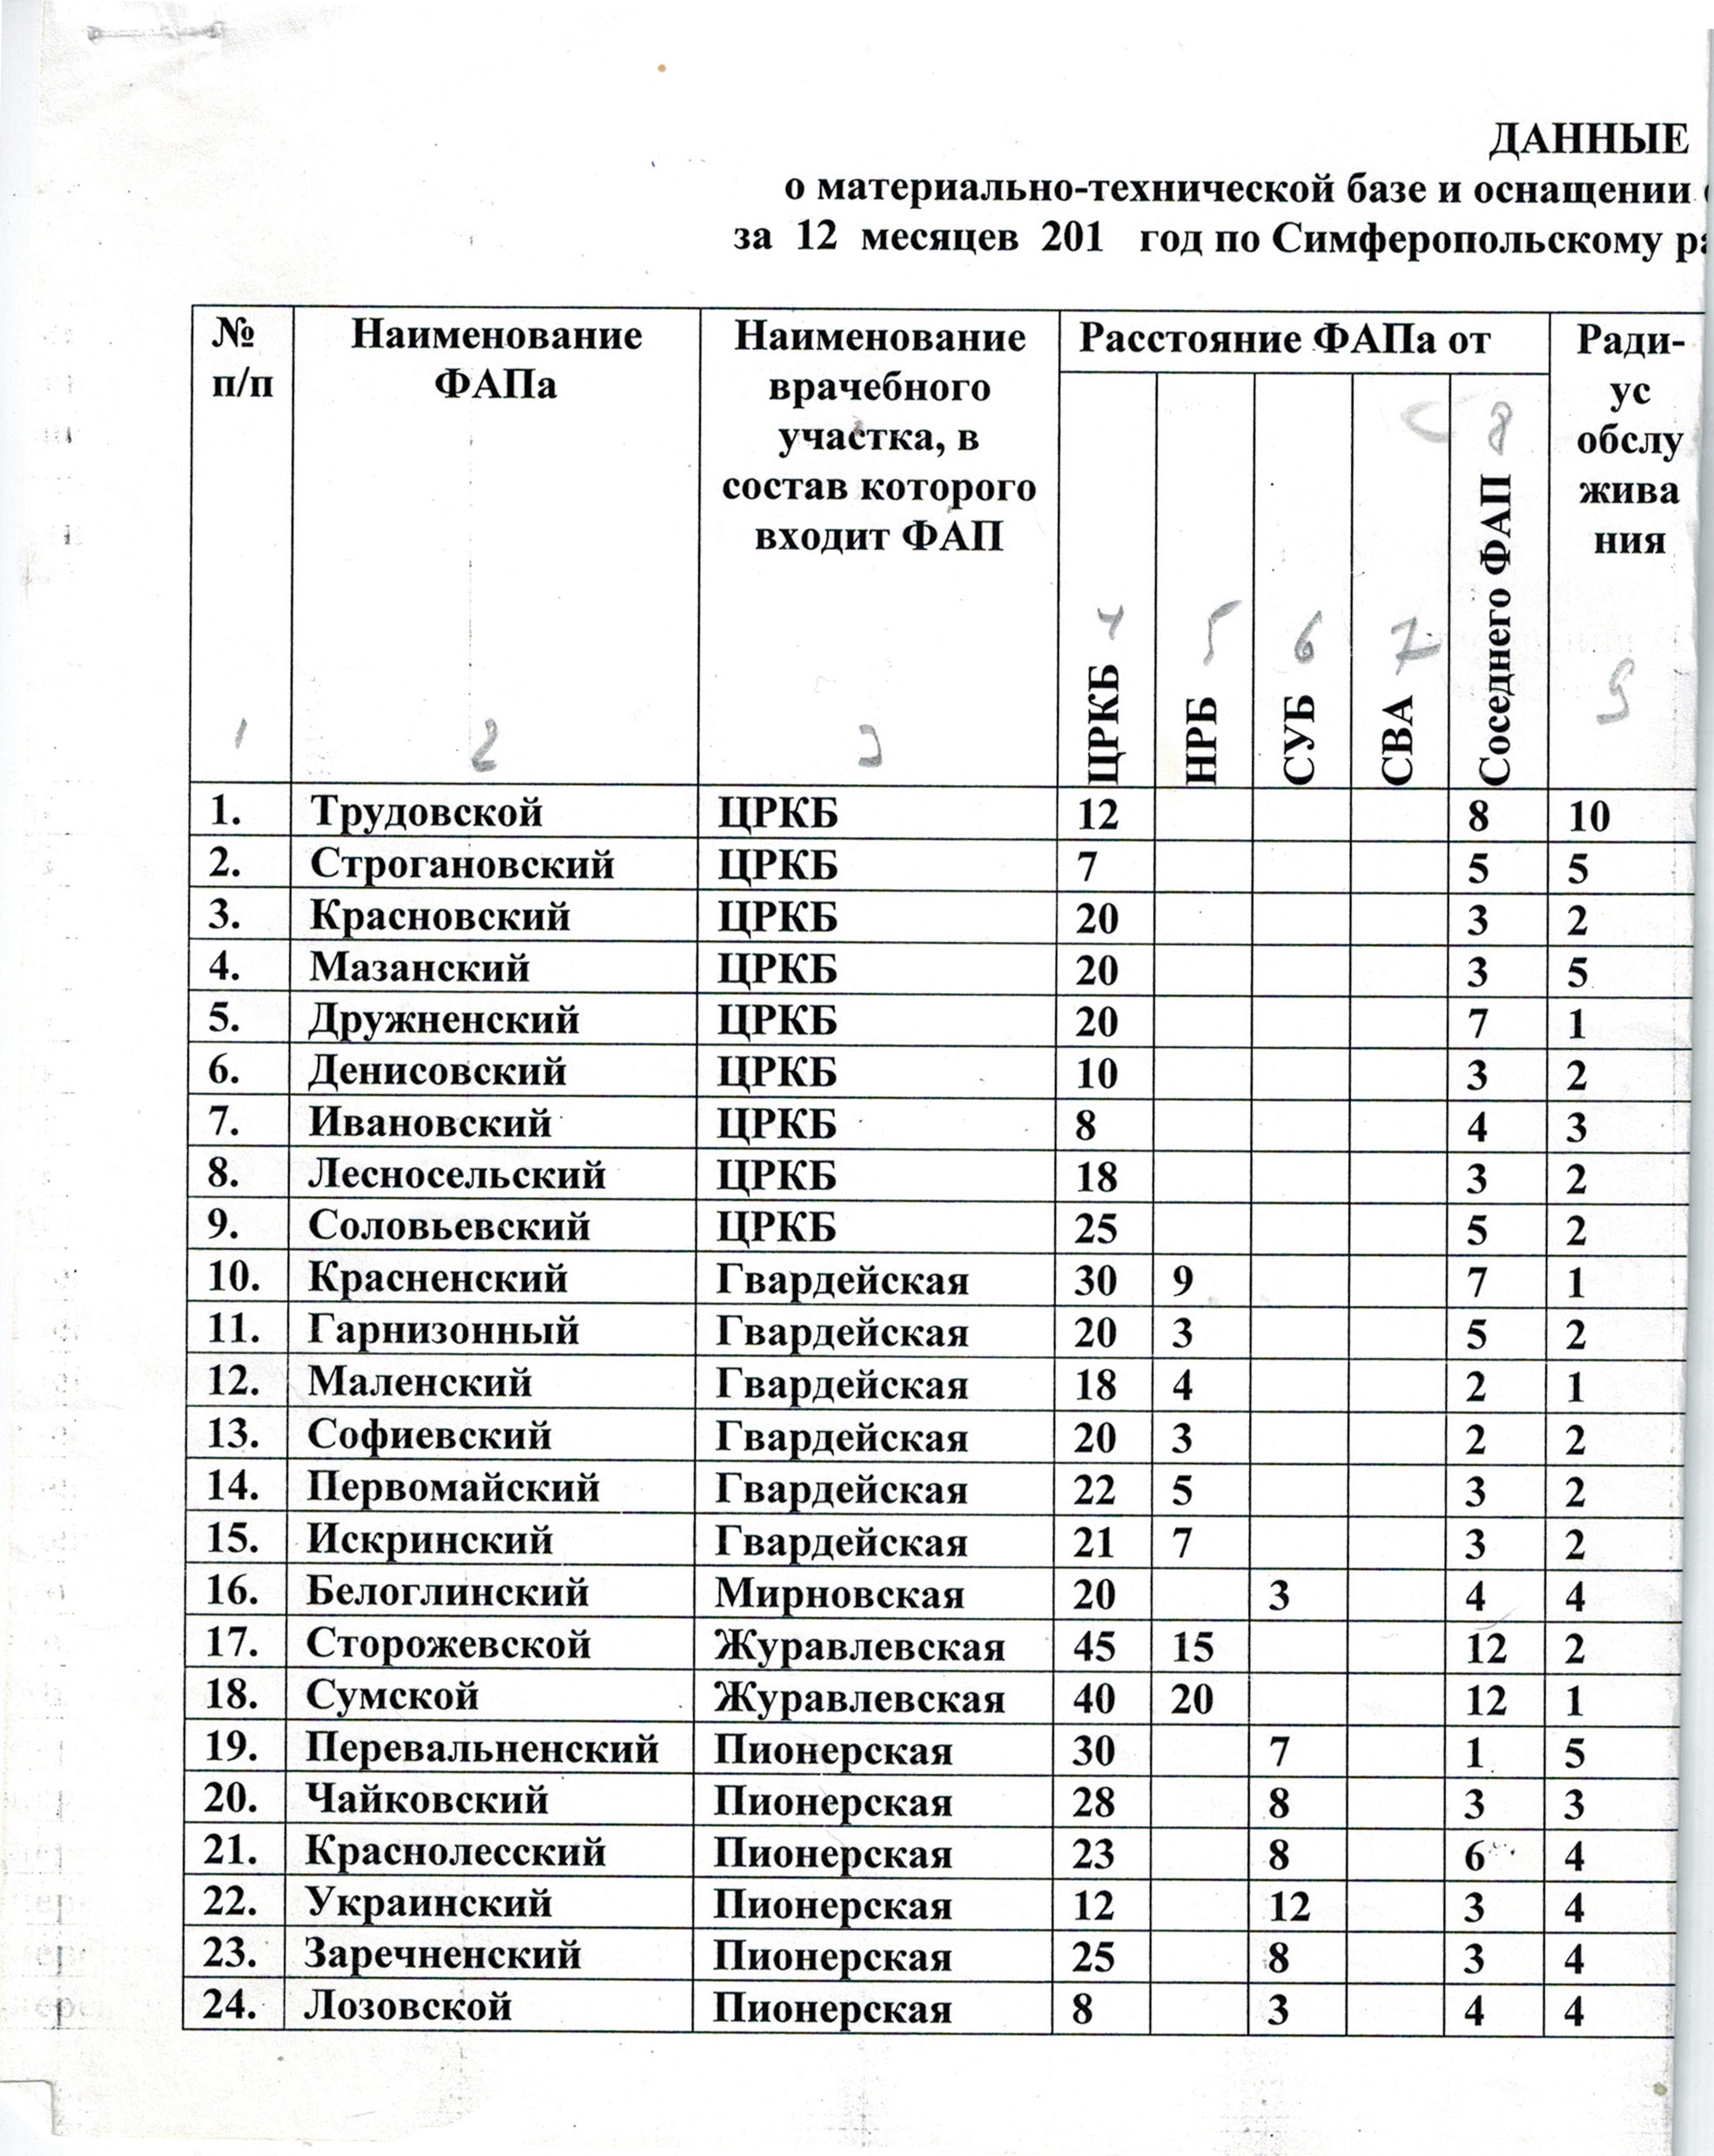 ДАННЫЕ
о материально-технической базе и оснащении
за 12 месяцев 201 год по Симферопольскому
№ п/п Наименование ФАПа Наименование врачебного участка, в состав которого входит ФАП Расстояние ФАПа от Ради-ус обслу жива ния
ЦРКБ НРБ СУБ СВА Соседнего ФАП
1 2 3 4 5 6 7 8 9
1. Трудовской ЦРКБ 12 8 10
2. Строгановский ЦРКБ 7 5 5
3. Красновский ЦРКБ 20 3 2
4. Мазанский ЦРКБ 20 3 5
5. Дружненский ЦРКБ 20 7 1
6. Денисовский ЦРКБ 10 3 2
7. Ивановский ЦРКБ 8 4 3
8. Лесносельский ЦРКБ 18 3 2
9. Соловьевский ЦРКБ 25 5 2
10. Красненский Гвардейская 30 9 7 1
11. Гарнизонный Гвардейская 20 3 5 2
12. Маленский Гвардейская 18 4 2 1
13. Софиевский Гвардейская 20 3 2 2
14. Первомайский Гвардейская 22 5 3 2
15. Искринский Гвардейская 21 7 3 2
16. Белоглинский Мирновская 20 3 4 4
17. Сторожевской Журавлевская 45 15 12 2
18. Сумской Журавлевская 40 20 12 1
19. Перевальненский Пионерская 30 7 1 5
20. Чайковский Пионерская 28 8 3 3
21. Краснолесский Пионерская 23 8 6 4
22. Украинский Пионерская 12 12 3 4
23. Заречненский Пионерская 25 8 3 4
24. Лозовской Пионерская 8 3 4 4